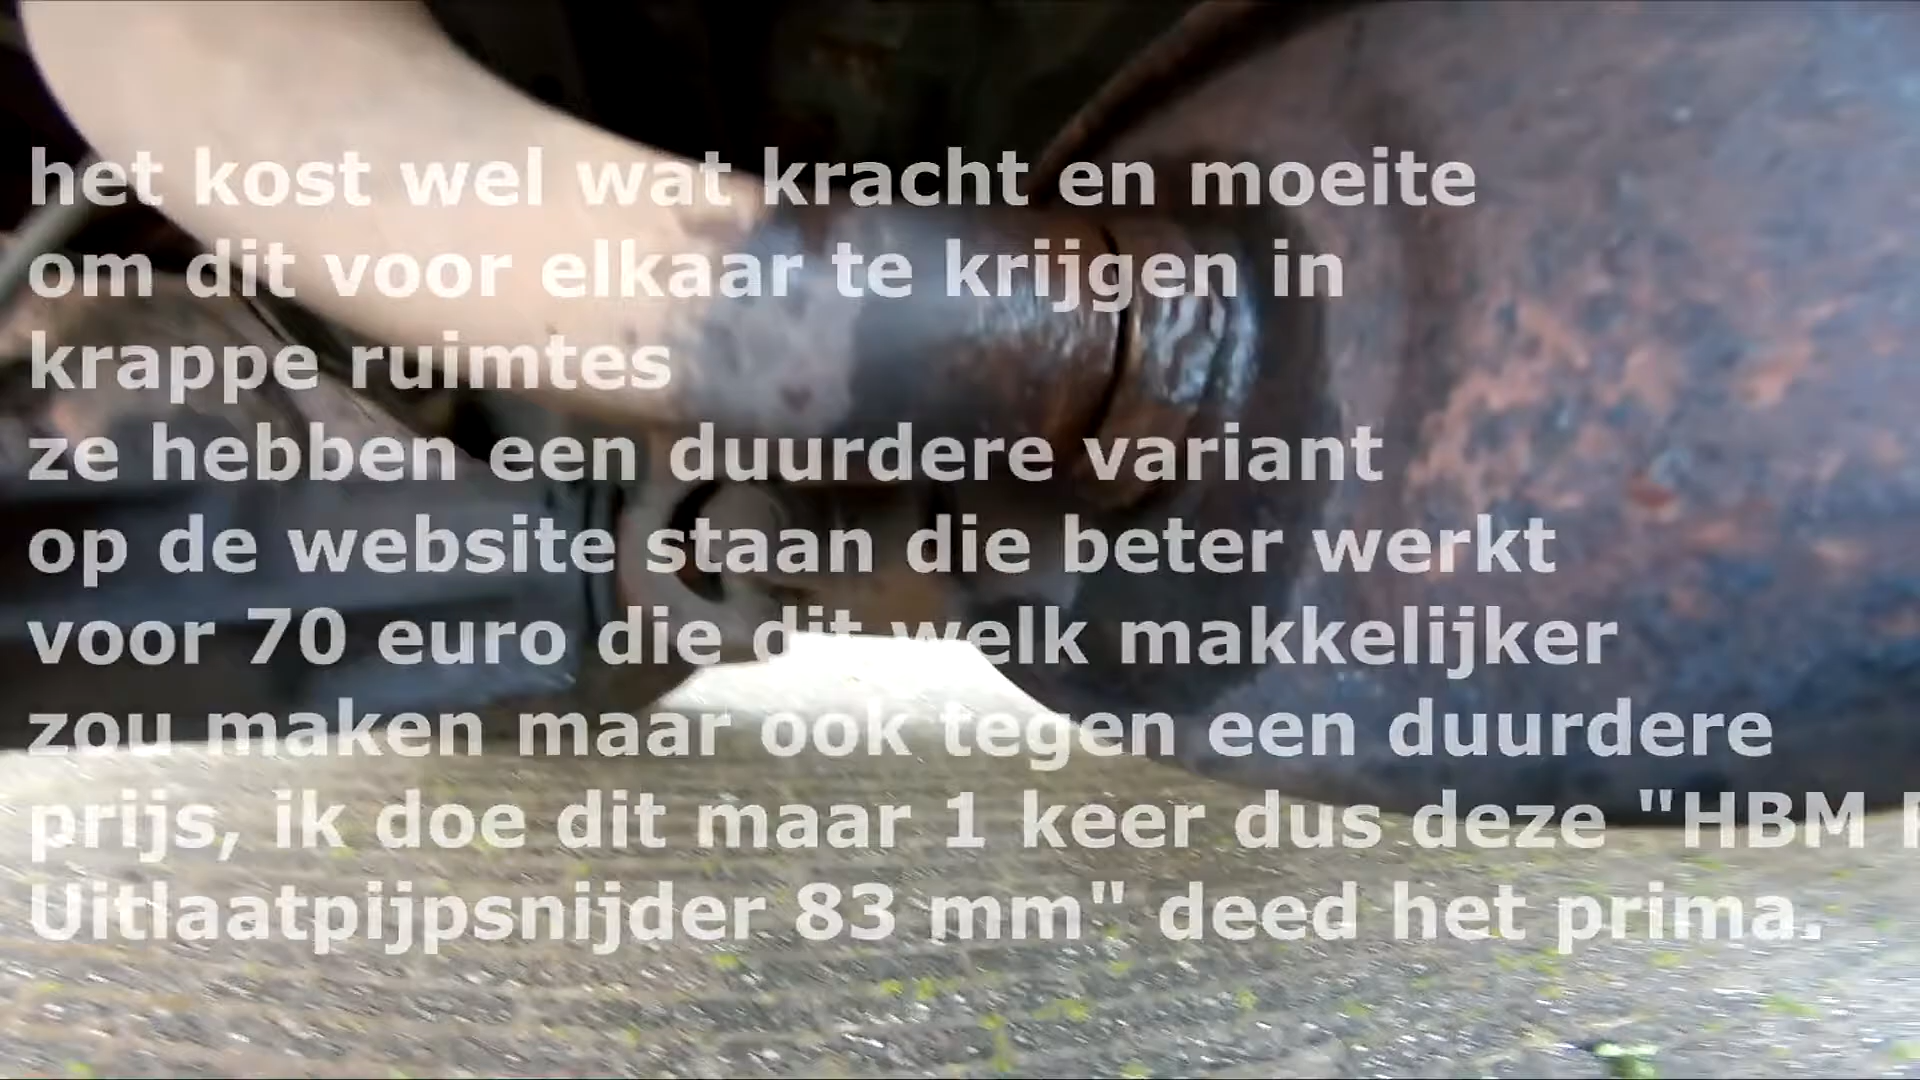 het kost wel wat kracht en moeite
om dit voor elkaar te krijgen in
krappe ruimtes
ze hebben een duurdere variant
op de website staan die beter werkt
voor 70 euro die dit welk makkelijker
zou maken maar ook tegen een duurdere
prijs, ik doe dit maar 1 keer dus deze "HBM
Uitlaatpijpsnijder 83 mm" deed het prima.